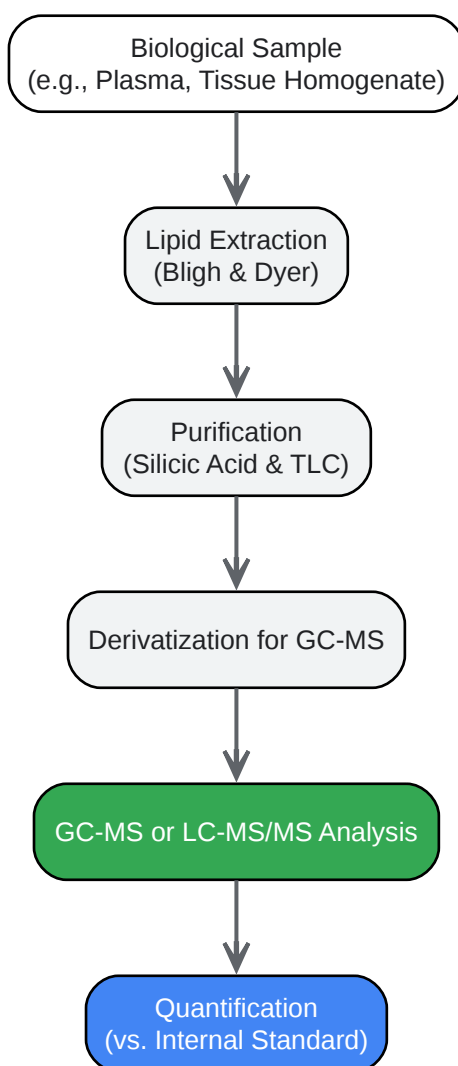 Biological Sample
(e.g., Plasma, Tissue Homogenate)
Lipid Extraction
(Bligh & Dyer)
Purification
(Silicic Acid & TLC)
Derivatization for GC-MS
GC-MS or LC-MS/MS Analysis
Quantification
(vs. Internal Standard)